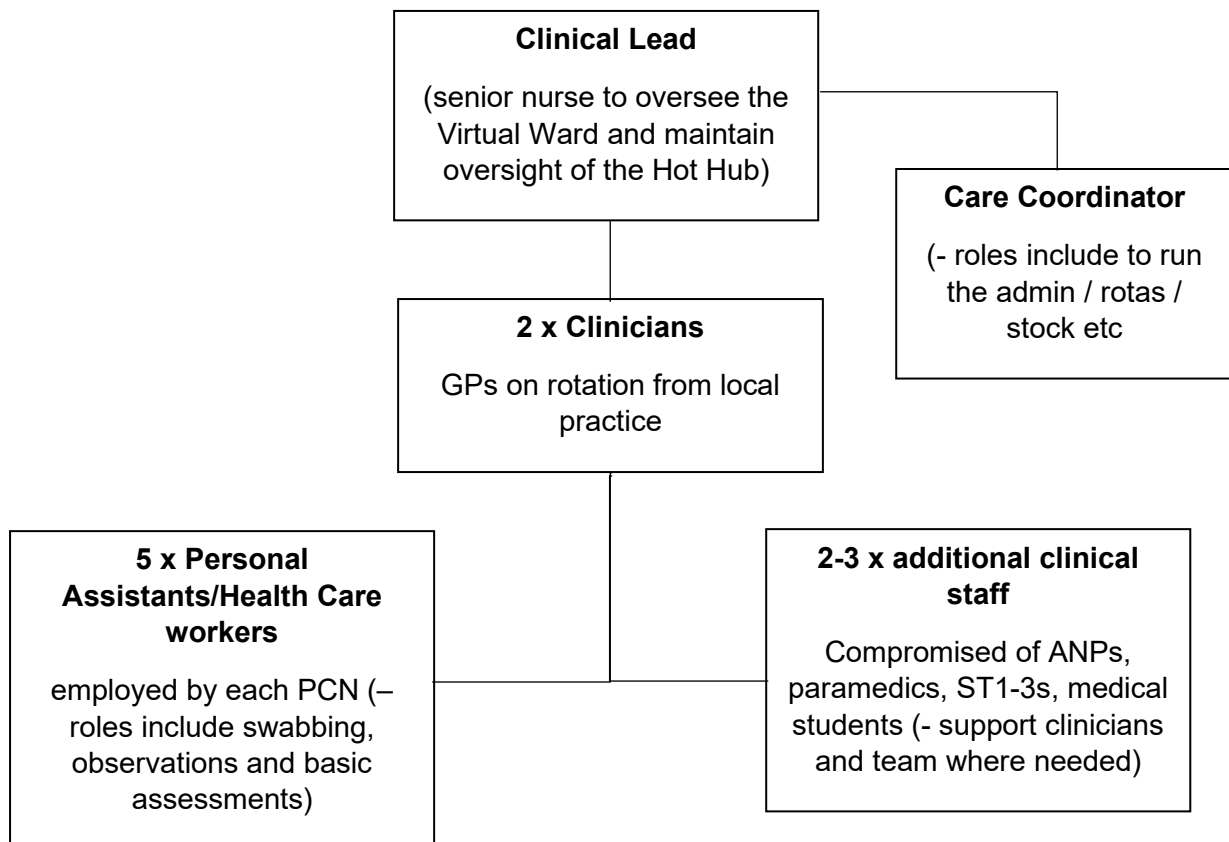 Clinical Lead
(senior nurse to oversee the
Virtual Ward and maintain
oversight of the Hot Hub)
Care Coordinator
(- roles include to run
the admin / rotas /
stock etc
2 x Clinicians
GPs on rotation from local
practice
5 x Personal
Assistants/Health Care
workers
employed by each PCN (–
roles include swabbing,
observations and basic
assessments)
2-3 x additional clinical
staff
Compromised of ANPs,
paramedics, ST1-3s, medical
students (- support clinicians
and team where needed)